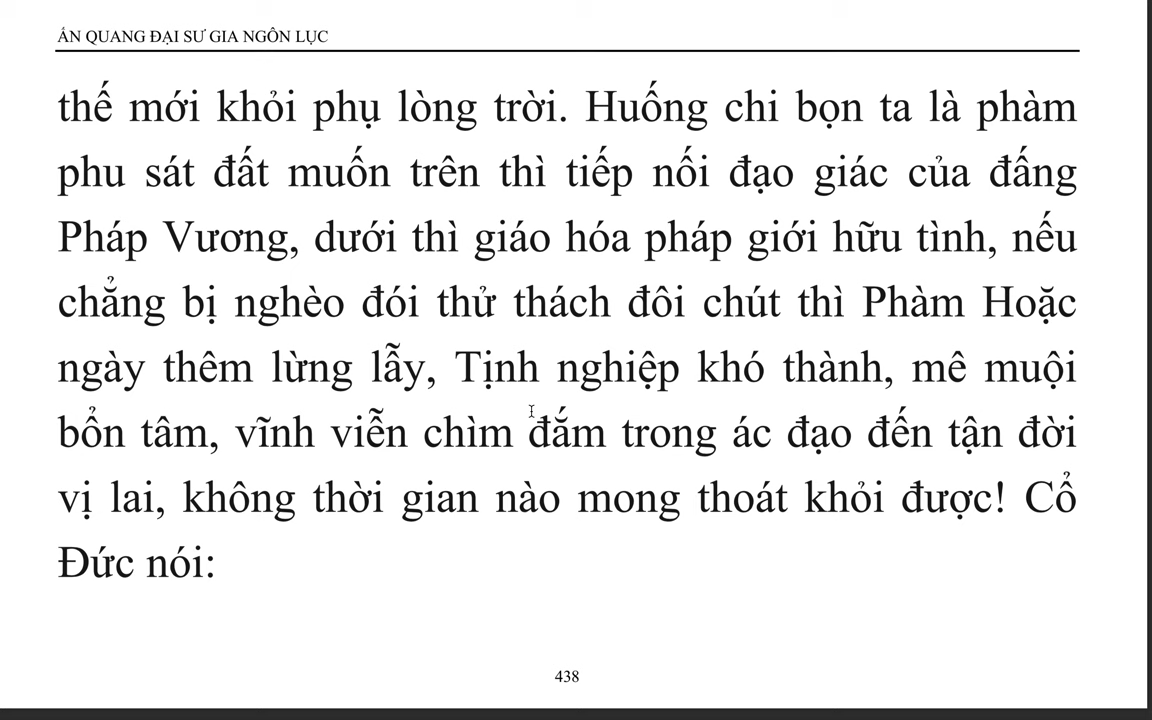 ẤN QUANG ĐẠI SƯ GIA NGÔN LỤC
thế mới khỏi phụ lòng trời. Huống chi bọn ta là phàm
phu sát đất muốn trên thì tiếp nối đạo giác của đấng
Pháp Vương, dưới thì giáo hóa pháp giới hữu tình, nếu
chẳng bị nghèo đói thử thách đôi chút thì Phàm Hoặc
ngày thêm lừng lẫy, Tịnh nghiệp khó thành, mê muội
bổn tâm, vĩnh viễn chìm đắm trong ác đạo đến tận đời
vị lai, không thời gian nào mong thoát khỏi được! Cổ
Đức nói:
438